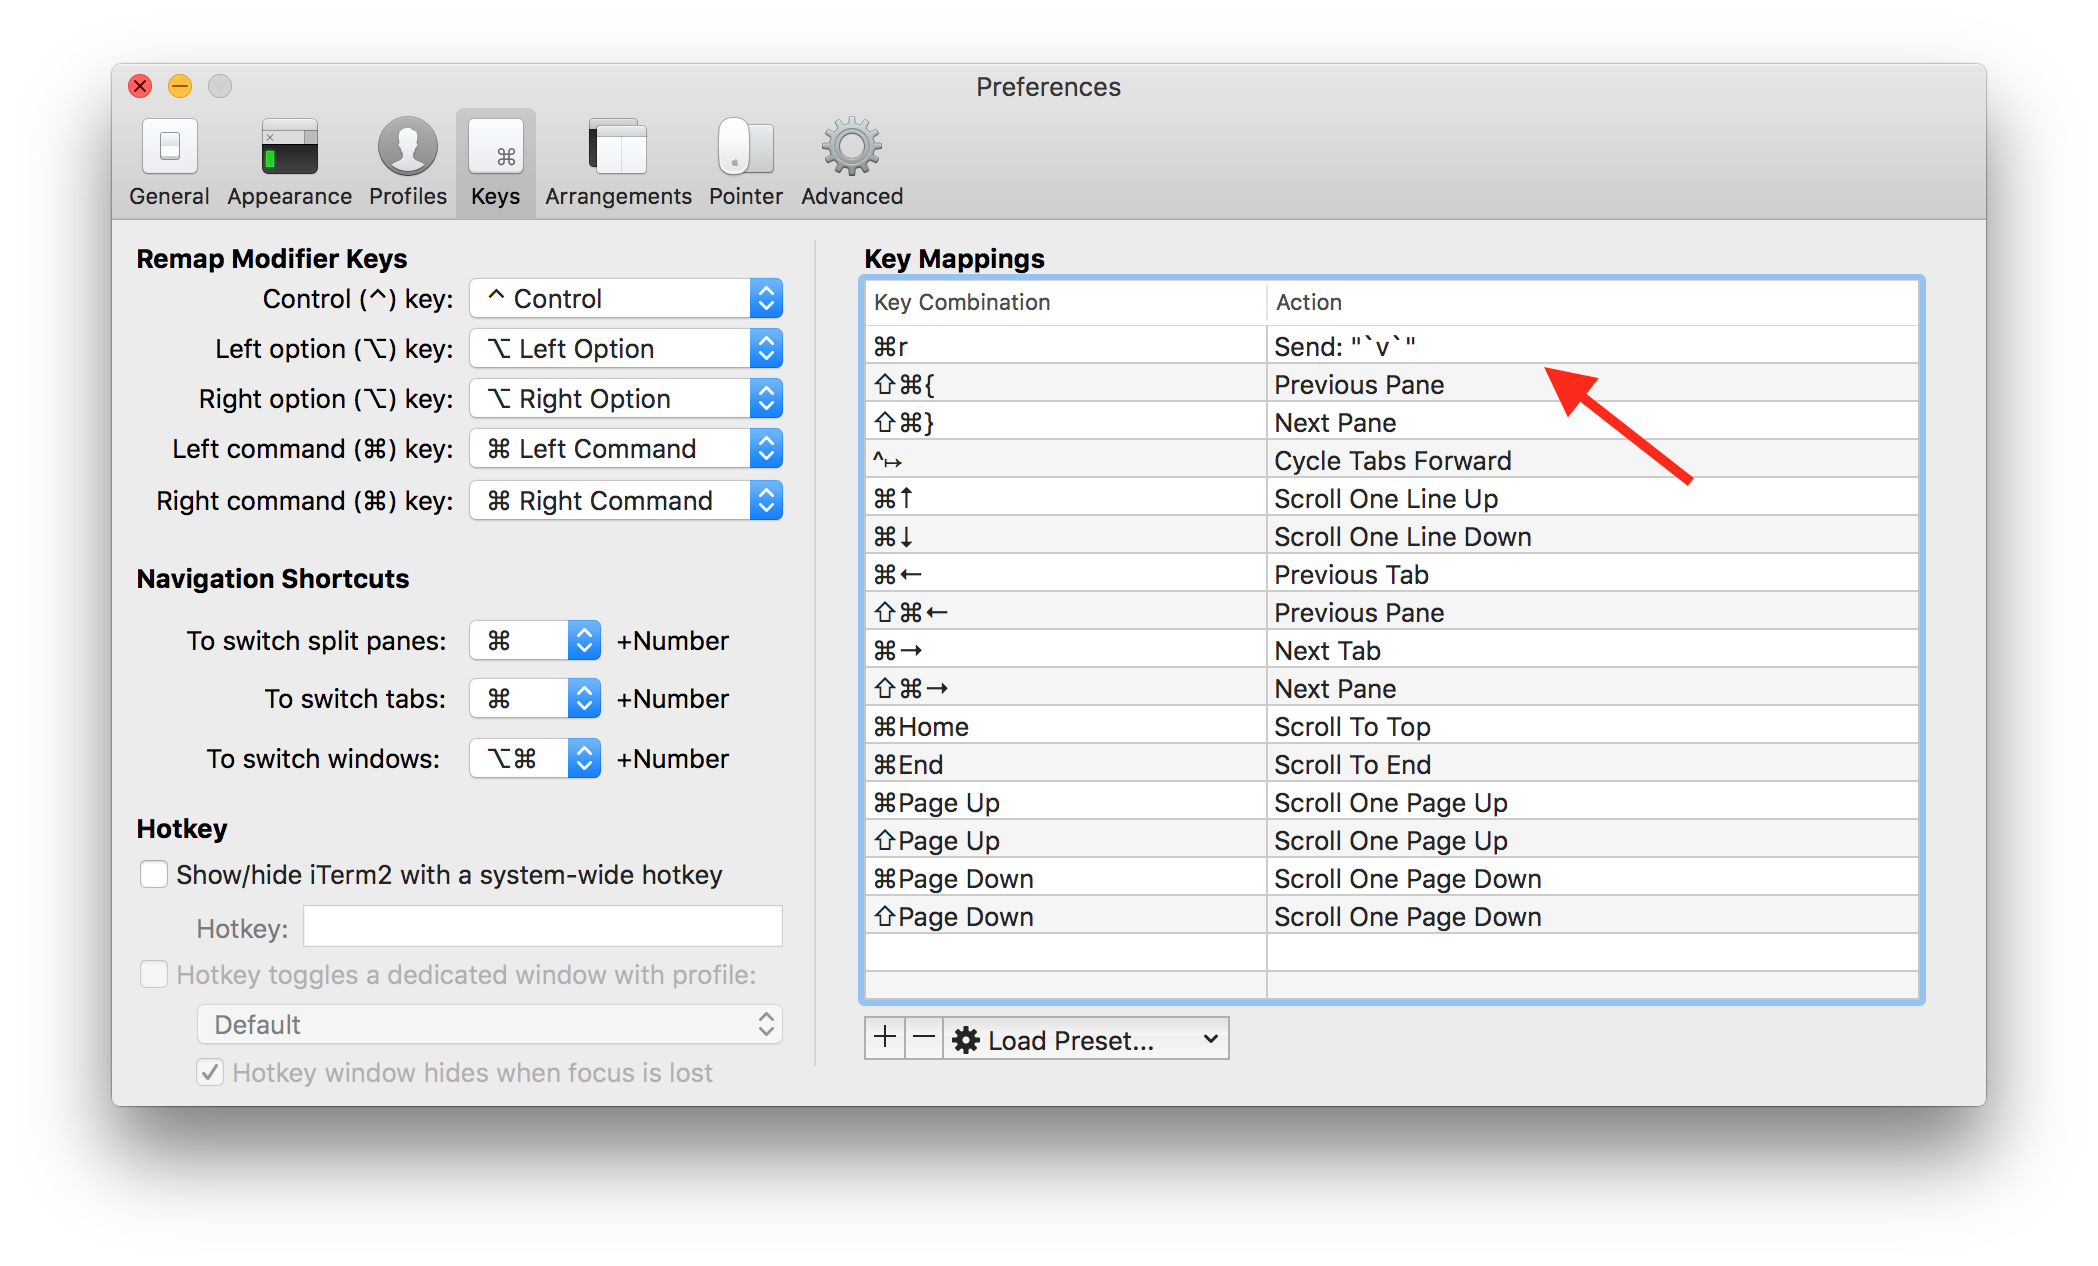 Preferences
General Appearance Profiles Keys Arrangements Pointer Advanced
Remap Modifier Keys
Control (^) key: ^ Control
Left option (⌥) key: ⌥ Left Option
Right option (⌥) key: ⌥ Right Option
Left command (⌘) key: ⌘ Left Command
Right command (⌘) key: ⌘ Right Command
Navigation Shortcuts
To switch split panes: ⌘ +Number
To switch tabs: ⌘ +Number
To switch windows: ⌥⌘ +Number
Hotkey
Show/hide iTerm2 with a system-wide hotkey
Hotkey:
Hotkey toggles a dedicated window with profile:
Default
Hotkey window hides when focus is lost
Key Mappings
Key Combination Action
⌘r Send: "`v`"
⇧⌘{ Previous Pane
⇧⌘} Next Pane
^↦ Cycle Tabs Forward
⌘↑ Scroll One Line Up
⌘↓ Scroll One Line Down
⌘← Previous Tab
⇧⌘← Previous Pane
⌘→ Next Tab
⇧⌘→ Next Pane
⌘Home Scroll To Top
⌘End Scroll To End
⌘Page Up Scroll One Page Up
⇧Page Up Scroll One Page Up
⌘Page Down Scroll One Page Down
⇧Page Down Scroll One Page Down
+ − Load Preset...